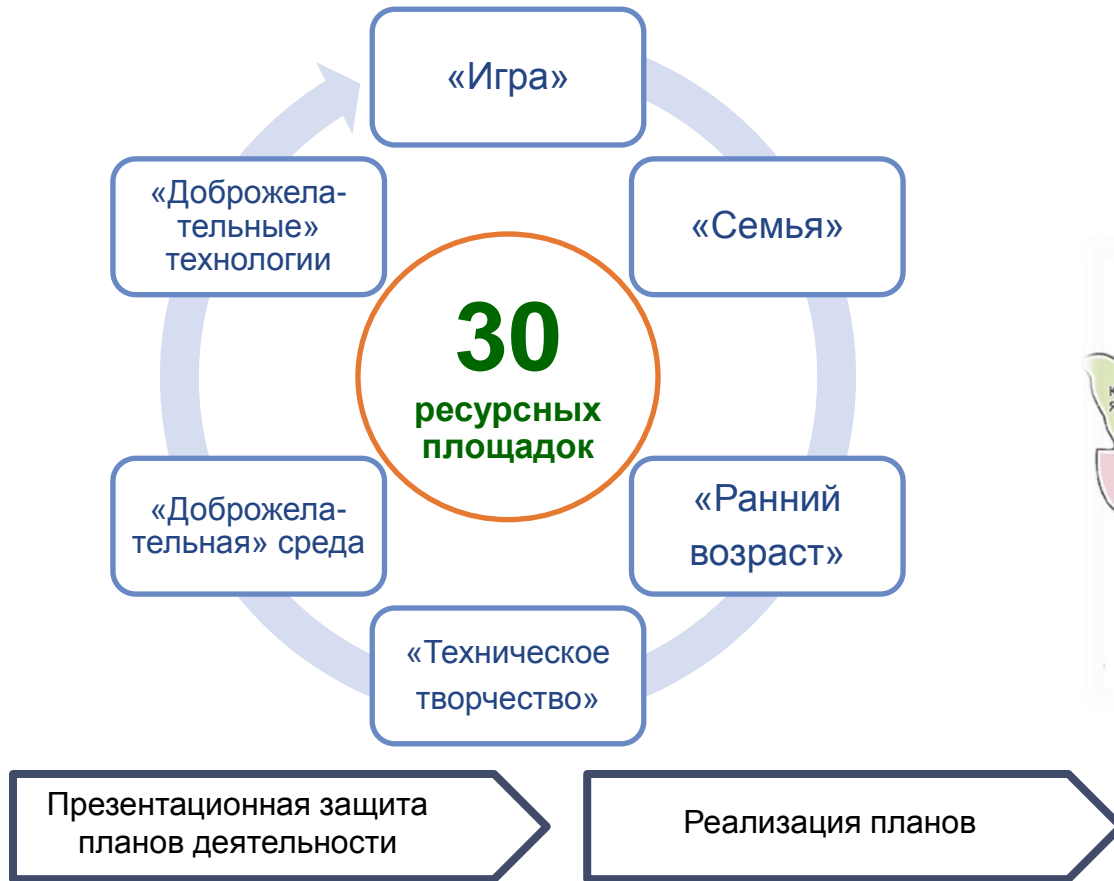 «Игра»
«Семья»
«Ранний
возраст»
«Техническое
творчество»
«Доброжела-
тельная» среда
«Доброжела-
тельные»
технологии
30
ресурсных
площадок
Презентационная защита
планов деятельности
Реализация планов